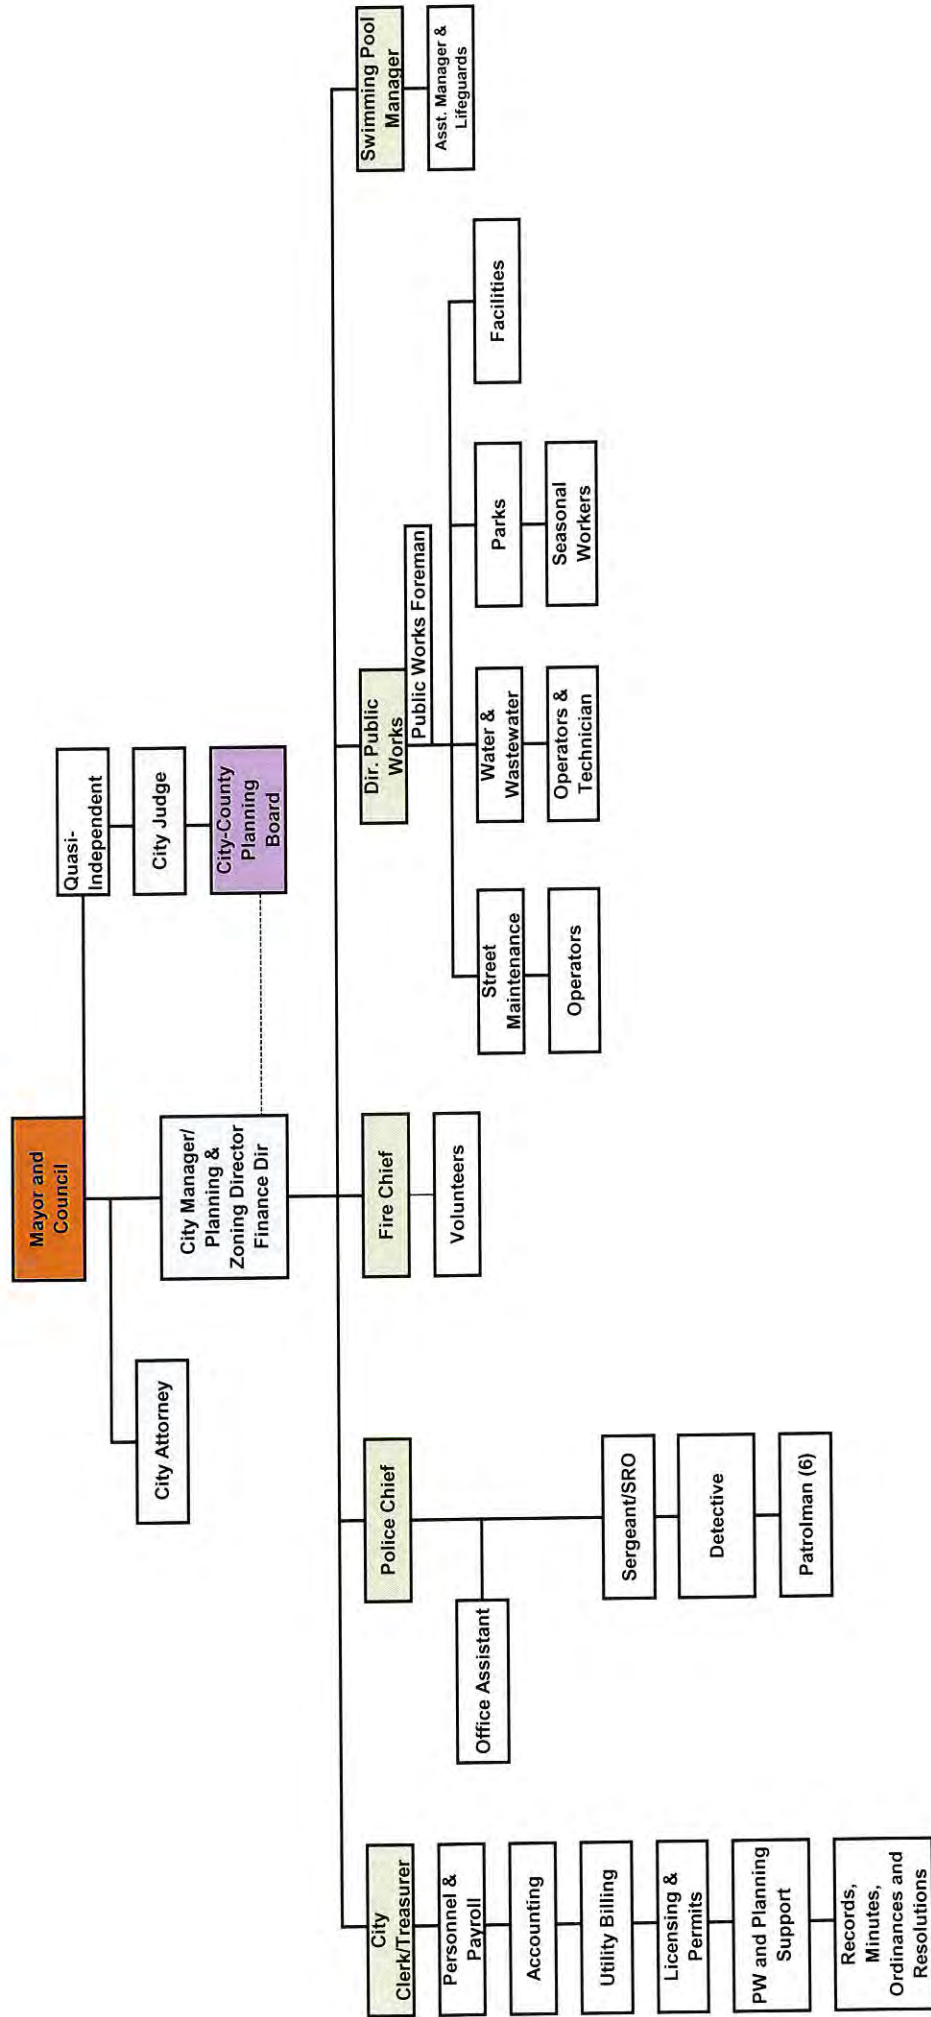 Mayor and
Council
Quasi-
Independent
City Judge
City-County
Planning
Board
City Attorney
City Manager/
Planning &
Zoning Director
Finance Dir
City
Clerk/Treasurer
Personnel &
Payroll
Accounting
Utility Billing
Licensing &
Permits
PW and Planning
Support
Records,
Minutes,
Ordinances and
Resolutions
Police Chief
Office Assistant
Sergeant/SRO
Detective
Patrolman (6)
Fire Chief
Volunteers
Dir. Public
Works
Public Works Foreman
Street
Maintenance
Operators
Water &
Wastewater
Operators &
Technician
Parks
Seasonal
Workers
Facilities
Swimming Pool
Manager
Asst. Manager &
Lifeguards